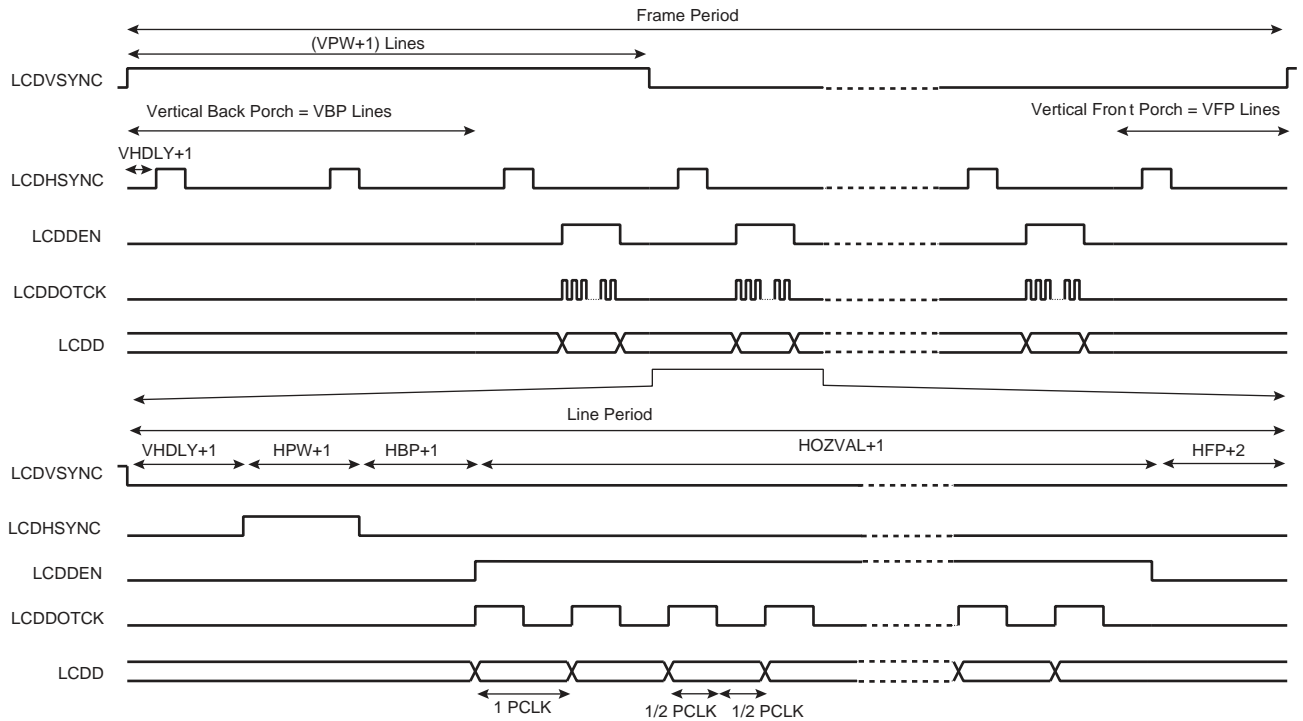 Frame Period
(VPW+1) Lines
LCDVSYNC
Vertical Back Porch = VBP Lines
Vertical Front Porch = VFP Lines
VHDLY+1
LCDHSYNC
LCDDEN
LCDDOTCK
LCDD
Line Period
VHDLY+1 HPW+1 HBP+1 HOZVAL+1 HFP+2
LCDVSYNC
LCDHSYNC
LCDDEN
LCDDOTCK
LCDD
1 PCLK 1/2 PCLK 1/2 PCLK